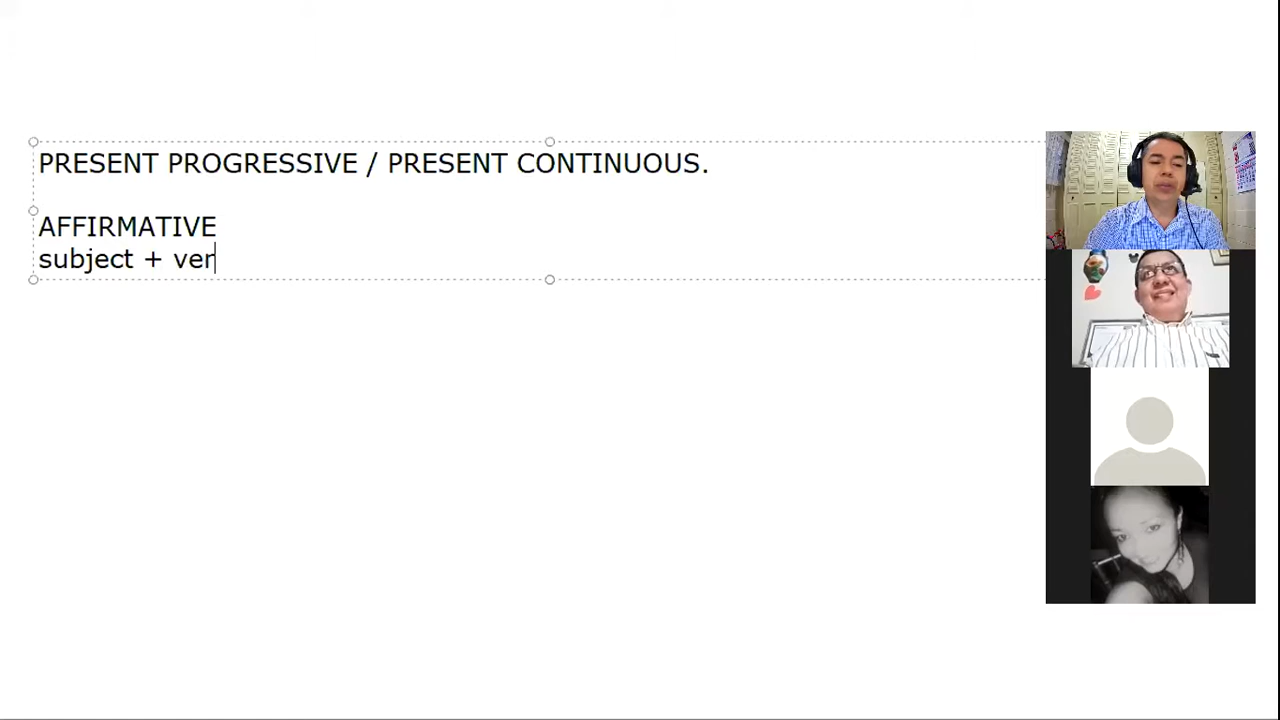 PRESENT PROGRESSIVE / PRESENT CONTINUOUS.
AFFIRMATIVE
subject + ver